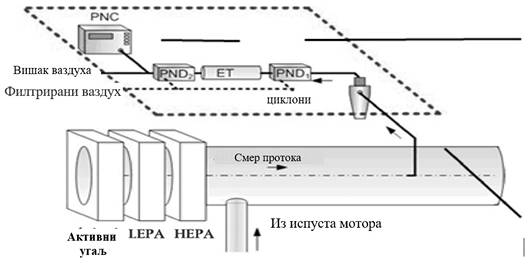 PNC
Вишак ваздуха
PND₂
ET
PND₁
Филтрирани ваздух
циклони
Смер протока
Из испуста мотора
Активни
угаљ
LEPA
HEPA